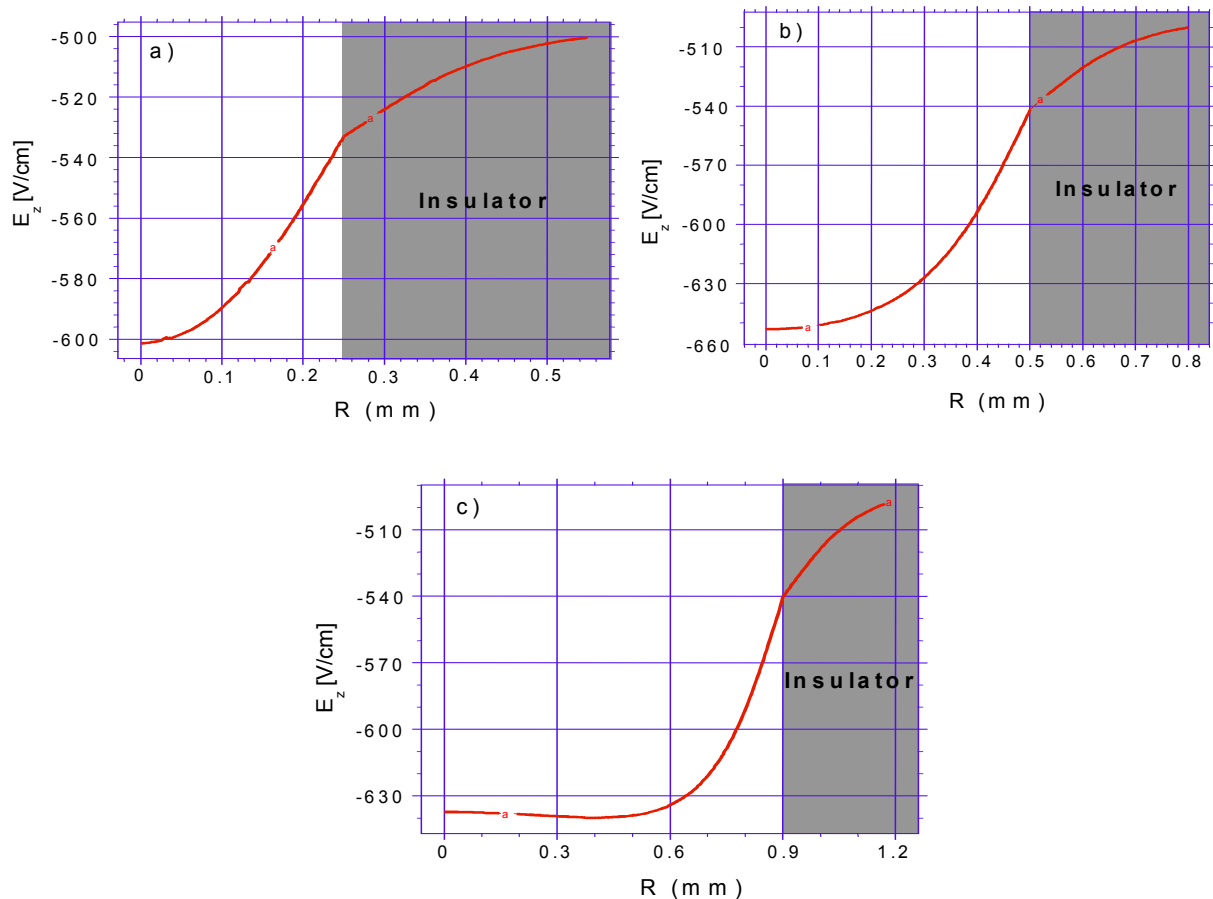 a)
-500
-520
-540
-560
-580
-600
E_z [V/cm]
a
a
Insulator
0 0.1 0.2 0.3 0.4 0.5
R (mm)
b)
-510
-540
-570
-600
-630
-660
E_z [V/cm]
a
a
Insulator
0 0.1 0.2 0.3 0.4 0.5 0.6 0.7 0.8
R (mm)
c)
-510
-540
-570
-600
-630
E_z [V/cm]
a
a
Insulator
0 0.3 0.6 0.9 1.2
R (mm)